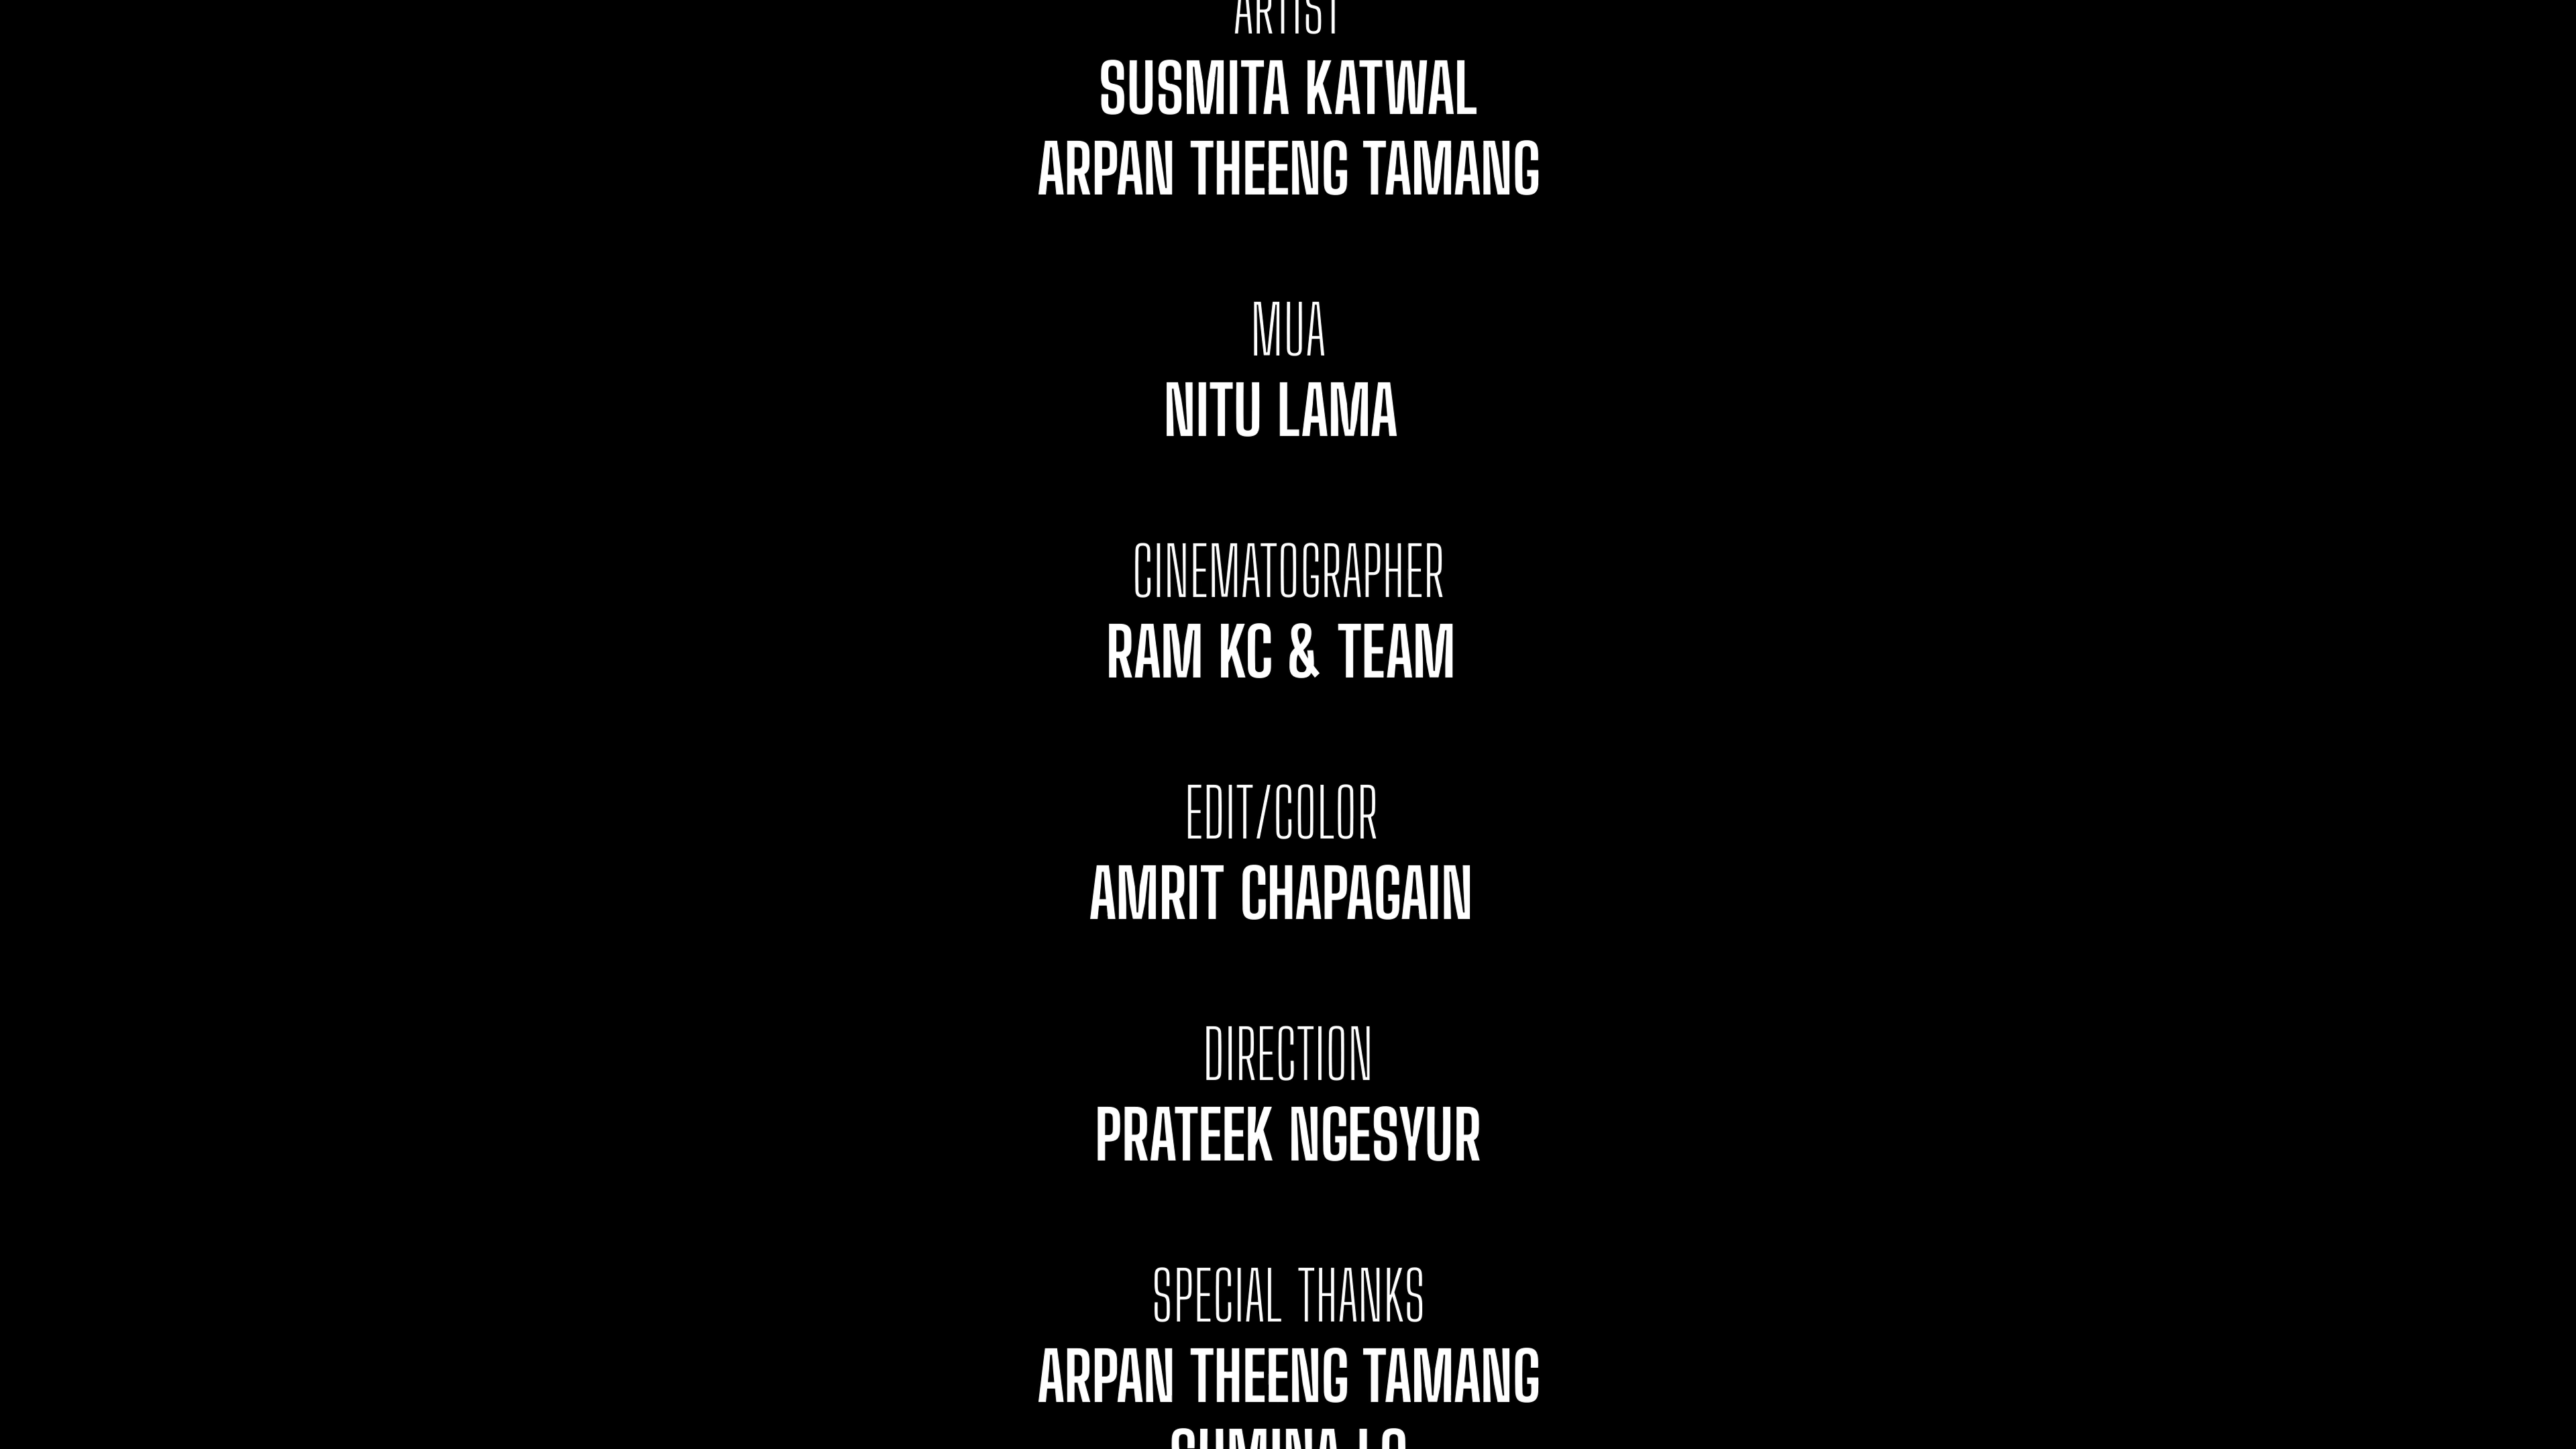 ARTIST
SUSMITA KATWAL
ARPAN THEENG TAMANG
MUA
NITU LAMA
CINEMATOGRAPHER
RAM KC & TEAM
EDIT/COLOR
AMRIT CHAPAGAIN
DIRECTION
PRATEEK NGESYUR
SPECIAL THANKS
ARPAN THEENG TAMANG